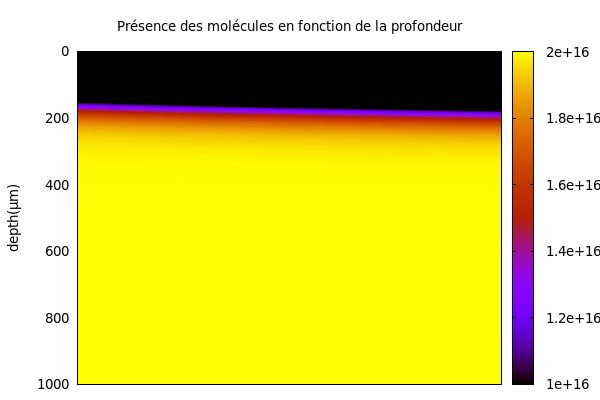 Présence des molécules en fonction de la profondeur
0
200
400
600
800
1000
depth(µm)
2e+16
1.8e+16
1.6e+16
1.4e+16
1.2e+16
1e+16